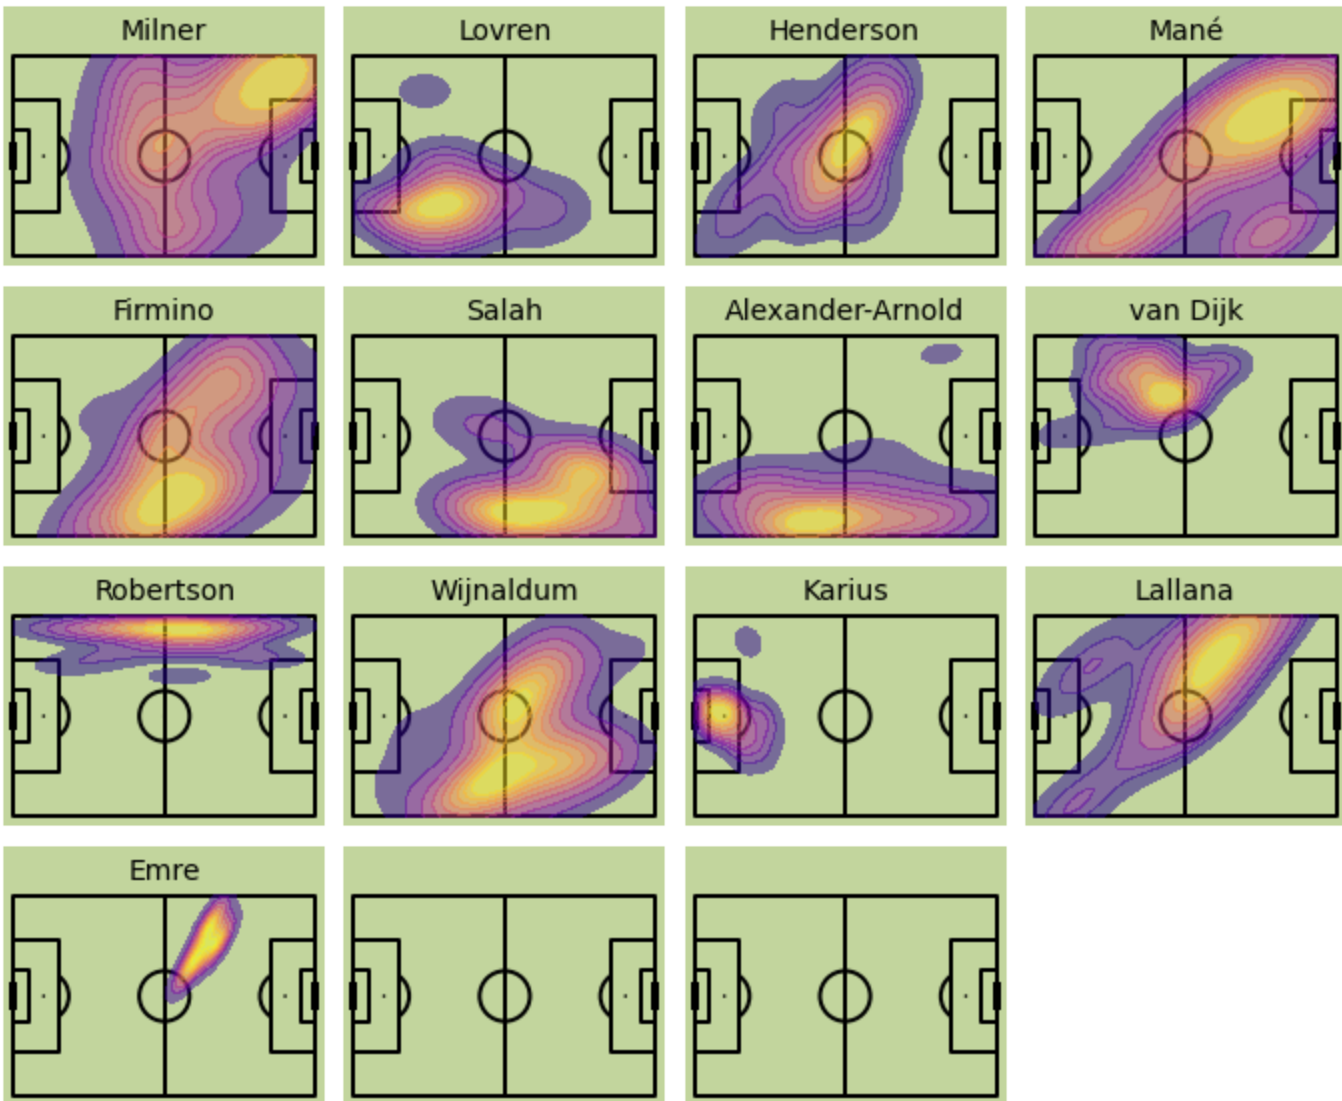 Milner
Lovren
Henderson
Mané
Firmino
Salah
Alexander-Arnold
van Dijk
Robertson
Wijnaldum
Karius
Lallana
Emre